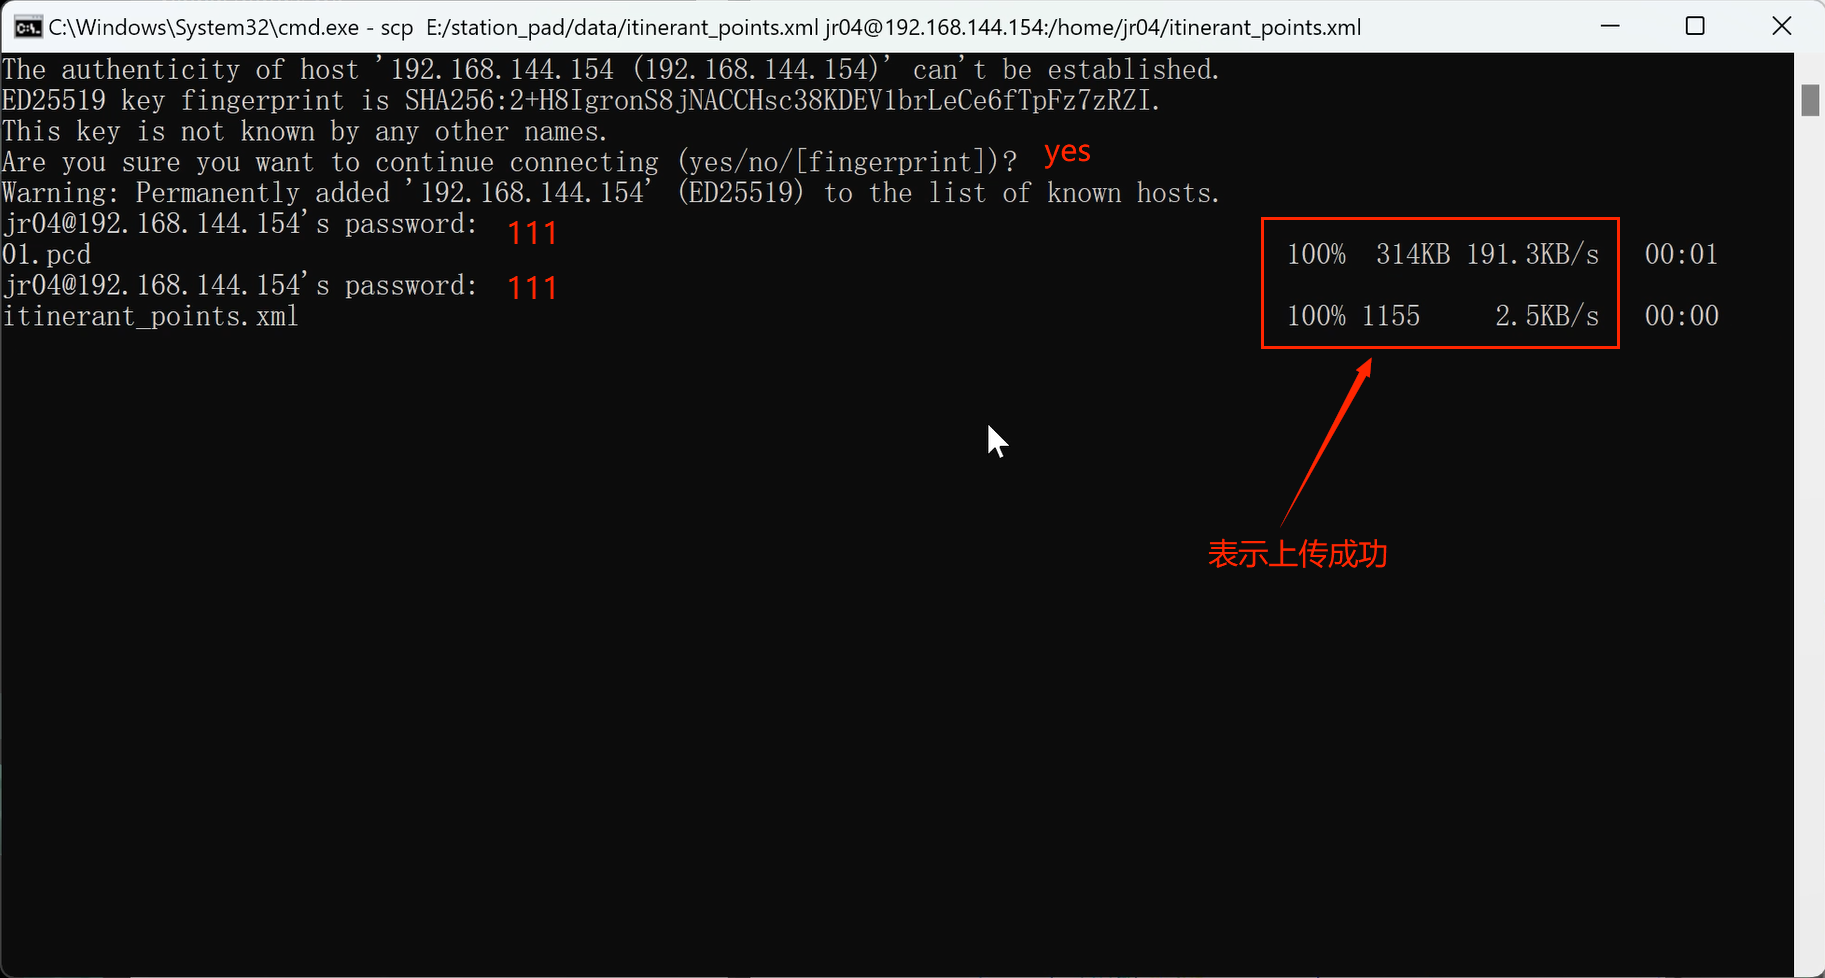 C:\Windows\System32\cmd.exe - scp  E:/station_pad/data/itinerant_points.xml jr04@192.168.144.154:/home/jr04/itinerant_points.xml
The authenticity of host '192.168.144.154 (192.168.144.154)' can't be established.
ED25519 key fingerprint is SHA256:2+H8IgronS8jNACCHsc38KDEV1brLeCe6fTpFz7zRZI.
This key is not known by any other names.
Are you sure you want to continue connecting (yes/no/[fingerprint])? yes
Warning: Permanently added '192.168.144.154' (ED25519) to the list of known hosts.
jr04@192.168.144.154's password: 111
01.pcd 100% 314KB 191.3KB/s 00:01
jr04@192.168.144.154's password: 111
itinerant_points.xml 100% 1155 2.5KB/s 00:00
表示上传成功